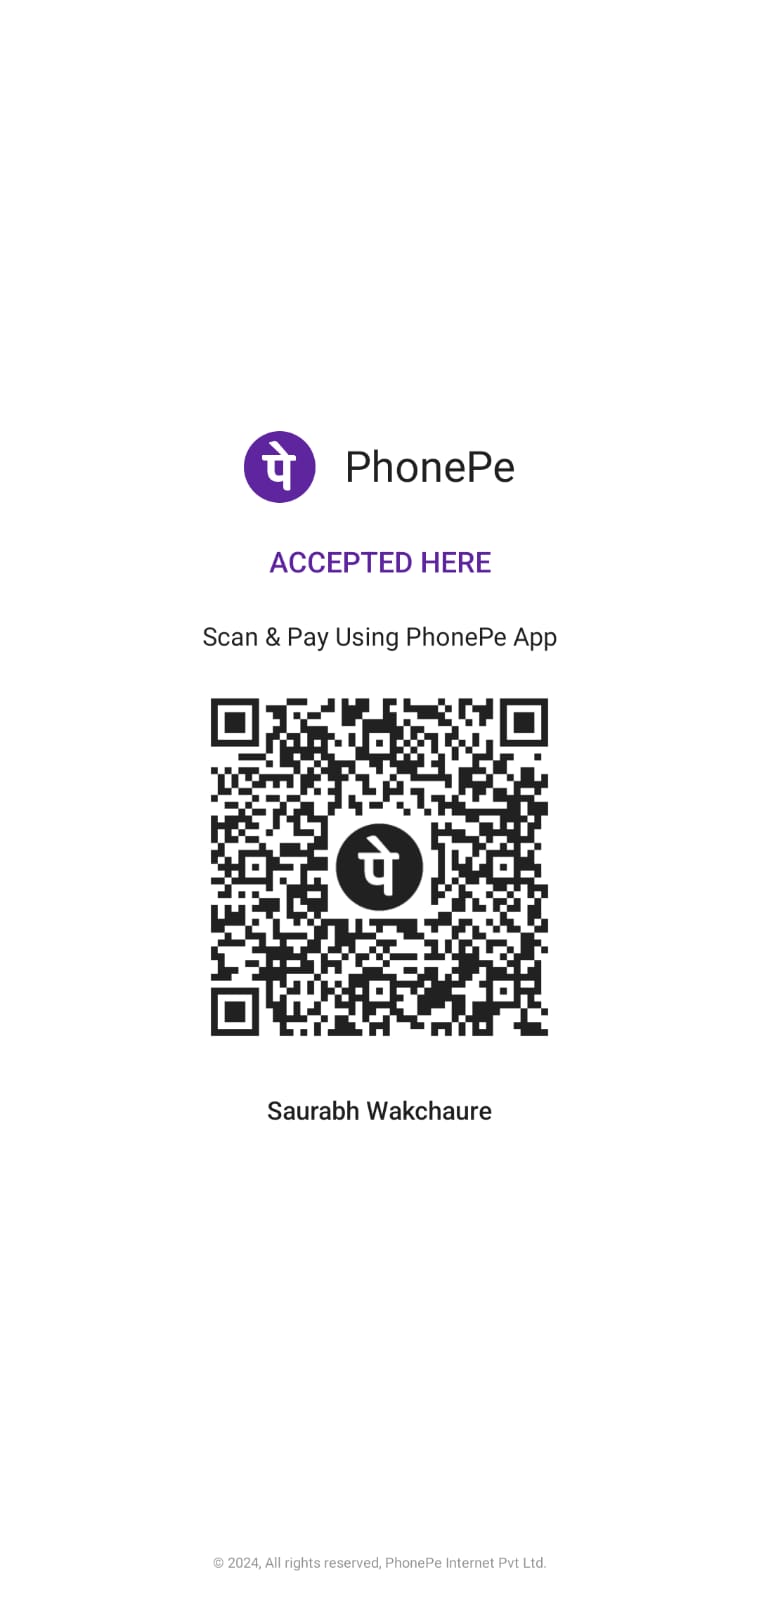 पे PhonePe
ACCEPTED HERE
Scan & Pay Using PhonePe App
पे
Saurabh Wakchaure
© 2024, All rights reserved, PhonePe Internet Pvt Ltd.